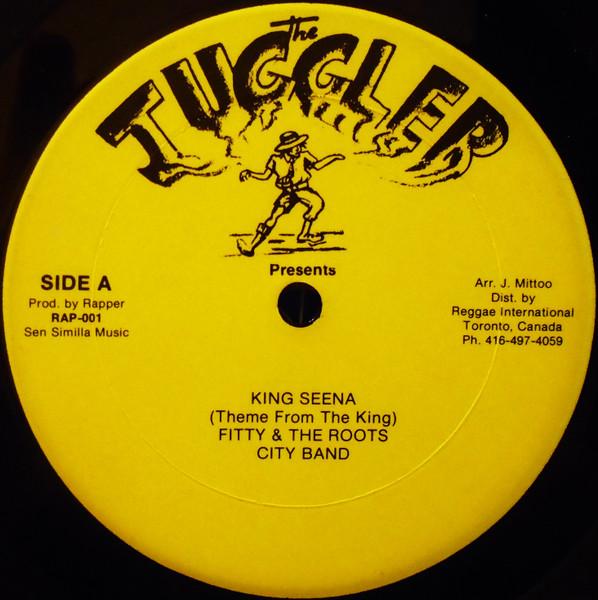 The
JUGGLER
Presents
SIDE A
Prod. by Rapper
RAP-001
Sen Similla Music
Arr. J. Mittoo
Dist. by
Reggae International
Toronto, Canada
Ph. 416-497-4059
KING SEENA
(Theme From The King)
FITTY & THE ROOTS
CITY BAND